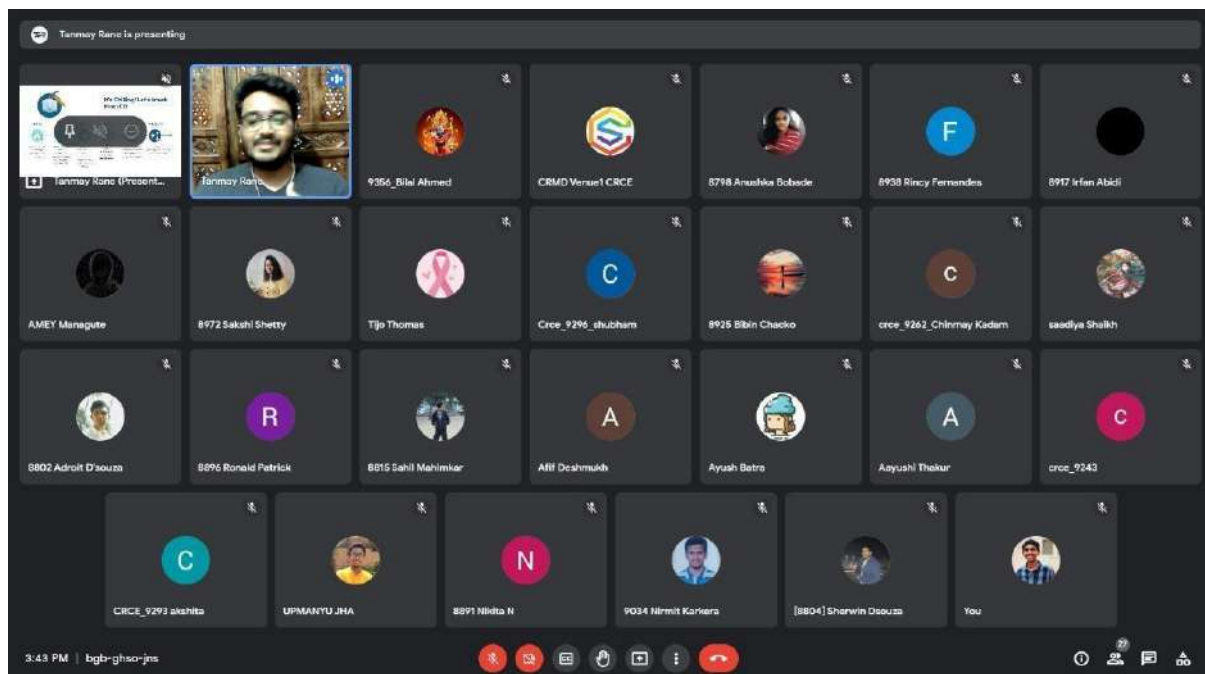 Tanmay Rane is presenting
Tanmay Rane (Present...
Tanmay Rane
9356_Bilal Ahmed
CRMD Venue1 CRCE
8798 Anushka Bobade
F
8938 Rincy Fernandes
8917 Irfan Abidi
AMEY Managute
8972 Sakshi Shetty
Tijo Thomas
C
Crce_9296_shubham
8925 Bibin Chacko
c
crce_9262_Chinmay Kadam
saadiya Shaikh
8802 Adroit D'souza
R
8896 Ronald Patrick
8815 Sahil Mahimkar
A
Afif Deshmukh
Ayush Batra
A
Aayushi Thakur
c
crce_9243
C
CRCE_9293 akshita
UPMANYU JHA
N
8891 Nikita N
9034 Nirmit Karkera
[8804] Sherwin Dsouza
You
3:43 PM | bgb-ghso-jns
27